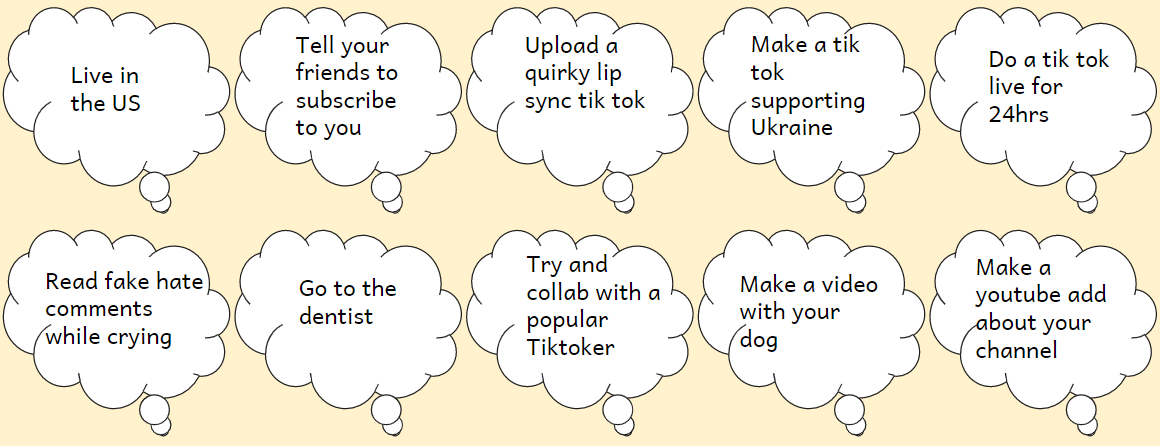 Live in
the US
Tell your
friends to
subscribe
to you
Upload a
quirky lip
sync tik tok
Make a tik
tok
supporting
Ukraine
Do a tik tok
live for
24hrs
Read fake hate
comments
while crying
Go to the
dentist
Try and
collab with a
popular
Tiktoker
Make a video
with your
dog
Make a
youtube add
about your
channel